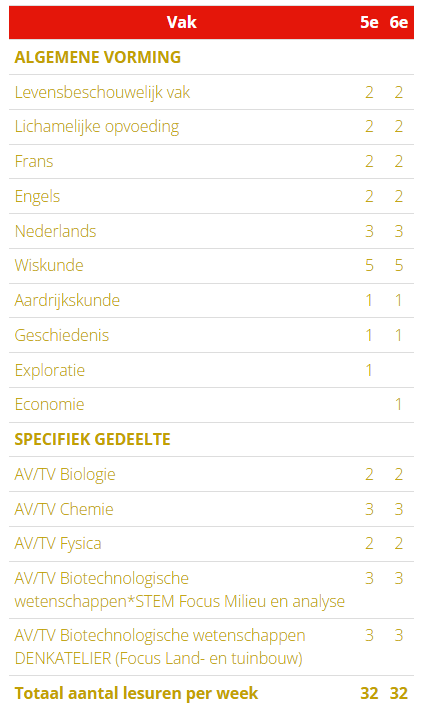 Vak 5e 6e
ALGEMENE VORMING
Levensbeschouwelijk vak 2 2
Lichamelijke opvoeding 2 2
Frans 2 2
Engels 2 2
Nederlands 3 3
Wiskunde 5 5
Aardrijkskunde 1 1
Geschiedenis 1 1
Exploratie 1
Economie 1
SPECIFIEK GEDEELTE
AV/TV Biologie 2 2
AV/TV Chemie 3 3
AV/TV Fysica 2 2
AV/TV Biotechnologische 3 3
wetenschappen*STEM Focus Milieu en analyse
AV/TV Biotechnologische wetenschappen 3 3
DENKATELIER (Focus Land- en tuinbouw)
Totaal aantal lesuren per week 32 32